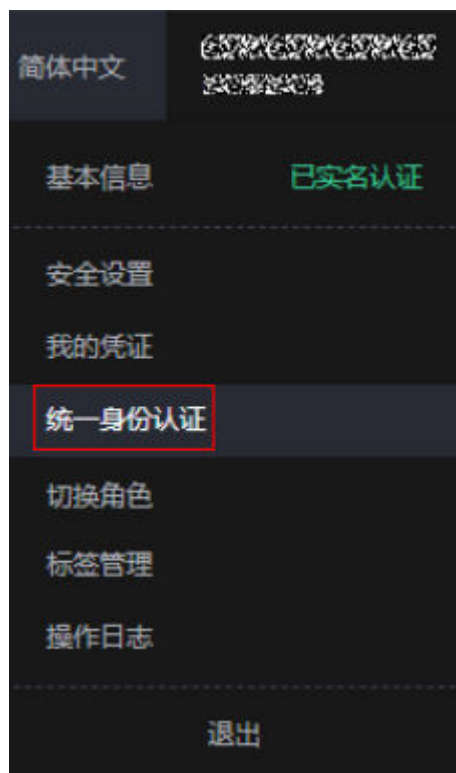 简体中文
基本信息 已实名认证
安全设置
我的凭证
统一身份认证
切换角色
标签管理
操作日志
退出